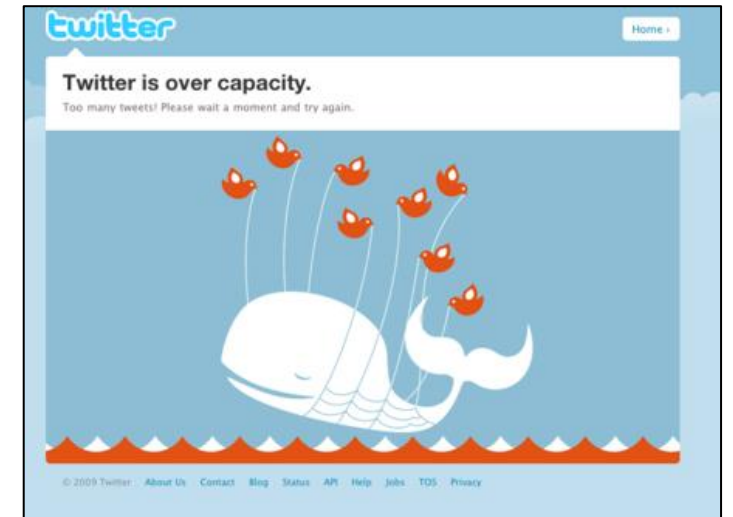 twitter
Home ›
Twitter is over capacity.
Too many tweets! Please wait a moment and try again.
© 2009 Twitter About Us Contact Blog Status API Help Jobs TOS Privacy